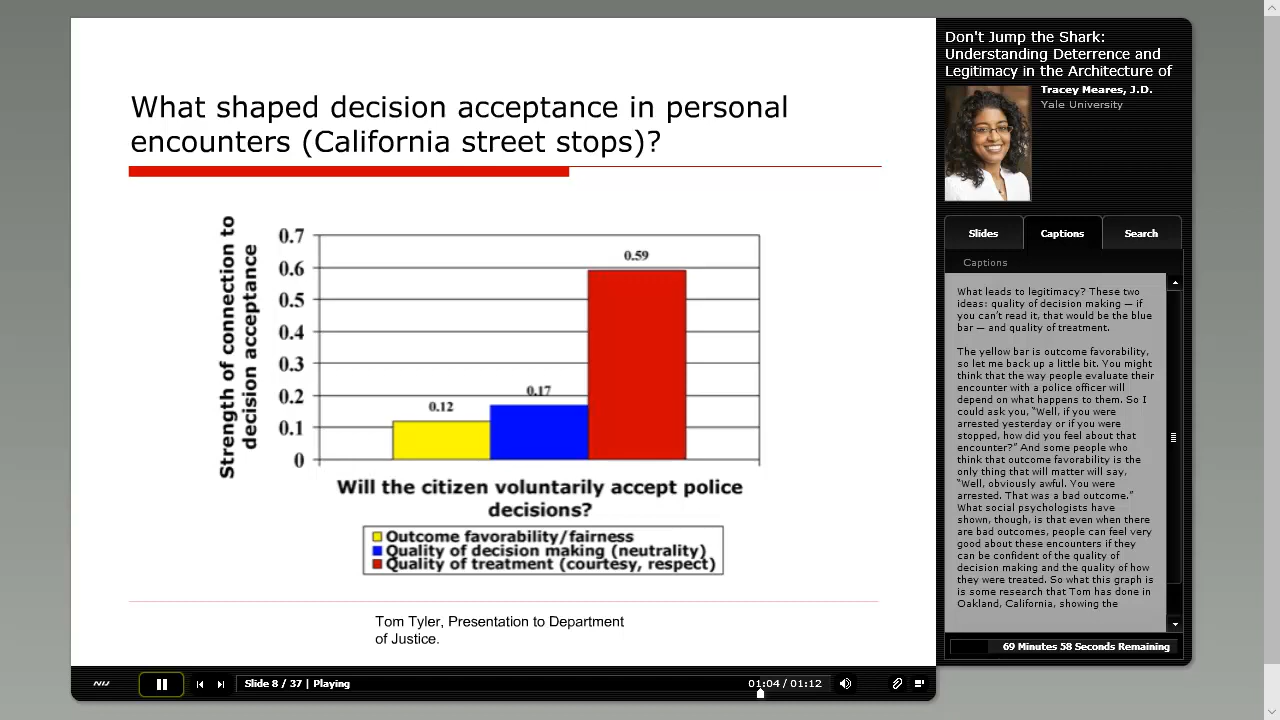 What shaped decision acceptance in personal
encounters (California street stops)?
Strength of connection to
decision acceptance
0.7
0.6
0.5
0.4
0.3
0.2
0.1
0
0.12
0.17
0.59
Will the citizen voluntarily accept police
decisions?
Outcome favorability/fairness
Quality of decision making (neutrality)
Quality of treatment (courtesy, respect)
Tom Tyler, Presentation to Department
of Justice.
Slide 8 / 37 | Playing
01:04 / 01:12
Don't Jump the Shark:
Understanding Deterrence and
Legitimacy in the Architecture of
Tracey Meares, J.D.
Yale University
Slides
Captions
Search
Captions
What leads to legitimacy? These two
ideas: quality of decision making — if
you can't read it, that would be the blue
bar — and quality of treatment.
The yellow bar is outcome favorability,
so let me back up a little bit. You might
think that the way people evaluate their
encounter with a police officer will
depend on what happens to them. So I
could ask you, “Well, if you were
arrested yesterday or if you were
stopped, how did you feel about that
encounter?” And some people who
think that outcome favorability is the
only thing that will matter will say,
“Well, obviously awful. You were
arrested. That was a bad outcome.”
What social psychologists have
shown, though, is that even when there
are bad outcomes, people can feel very
good about these encounters if they
can be confident of the quality of
decision making and the quality of how
they were treated. So what this graph is
is some research that Tom has done in
Oakland, California, showing the
69 Minutes 58 Seconds Remaining